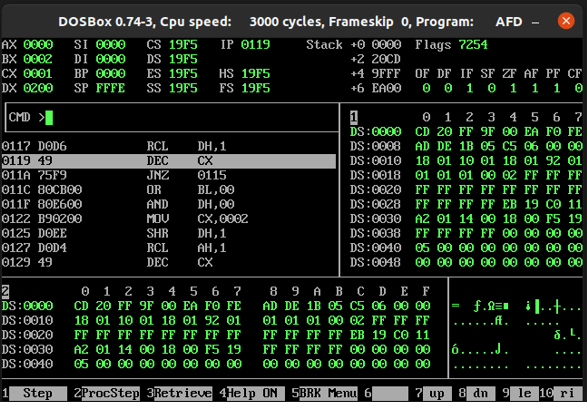 DOSBox 0.74-3, Cpu speed: 3000 cycles, Frameskip 0, Program: AFD
AX 0000 SI 0000 CS 19F5 IP 0119 Stack +0 0000 Flags 7254
BX 0002 DI 0000 DS 19F5 +2 20CD
CX 0001 BP 0000 ES 19F5 HS 19F5 +4 9FFF OF DF IF SF ZF AF PF CF
DX 0200 SP FFFE SS 19F5 FS 19F5 +6 EA00 0 0 1 0 1 1 1 0
CMD >
1 0 1 2 3 4 5 6 7
DS:0000 CD 20 FF 9F 00 EA F0 FE
DS:0008 AD DE 1B 05 C5 06 00 00
DS:0010 18 01 10 01 18 01 92 01
DS:0018 01 01 01 00 02 FF FF FF
DS:0020 FF FF FF FF FF FF FF FF
DS:0028 FF FF FF FF EB 19 C0 11
DS:0030 A2 01 14 00 18 00 F5 19
DS:0038 FF FF FF FF 00 00 00 00
DS:0040 05 00 00 00 00 00 00 00
DS:0048 00 00 00 00 00 00 00 00
0117 D0D6 RCL DH,1
0119 49 DEC CX
011A 75F9 JNZ 0115
011C 80CB00 OR BL,00
011F 80E600 AND DH,00
0122 B90200 MOV CX,0002
0125 D0EE SHR DH,1
0127 D0D4 RCL AH,1
0129 49 DEC CX
2 0 1 2 3 4 5 6 7 8 9 A B C D E F
DS:0000 CD 20 FF 9F 00 EA F0 FE AD DE 1B 05 C5 06 00 00
DS:0010 18 01 10 01 18 01 92 01 01 01 01 00 02 FF FF FF
DS:0020 FF FF FF FF FF FF FF FF FF FF FF FF EB 19 C0 11
DS:0030 A2 01 14 00 18 00 F5 19 FF FF FF FF 00 00 00 00
DS:0040 05 00 00 00 00 00 00 00 00 00 00 00 00 00 00 00
1 Step 2ProcStep 3Retrieve 4Help ON 5BRK Menu 6 7 up 8 dn 9 le 10 ri